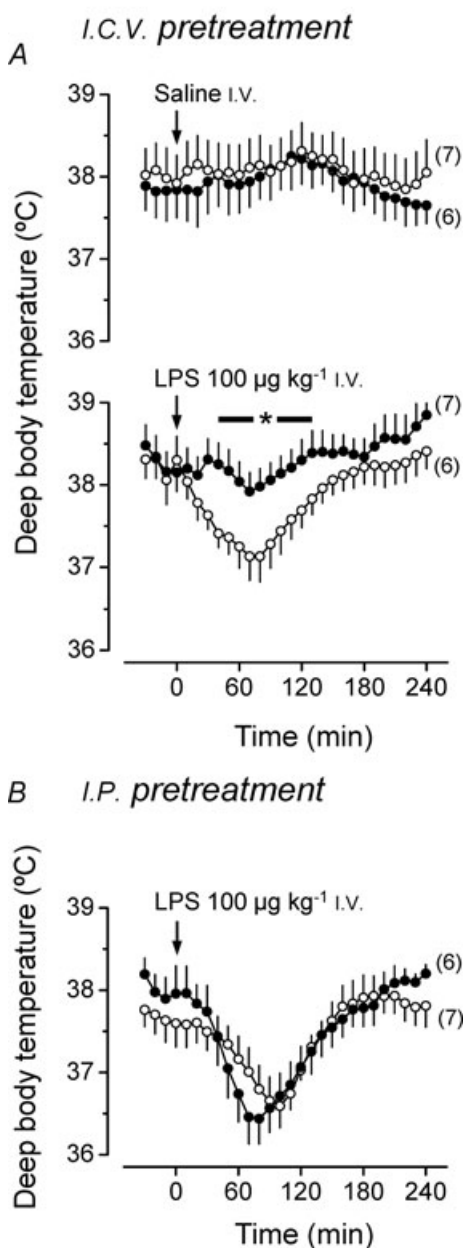 I.C.V. pretreatment
A
Saline I.V.
39
38
37
36
(7)
(6)
LPS 100 µg kg⁻¹ I.V.
*
39
38
37
36
(7)
(6)
Deep body temperature (ºC)
0 60 120 180 240
Time (min)
B I.P. pretreatment
LPS 100 µg kg⁻¹ I.V.
39
38
37
36
(6)
(7)
Deep body temperature (ºC)
0 60 120 180 240
Time (min)